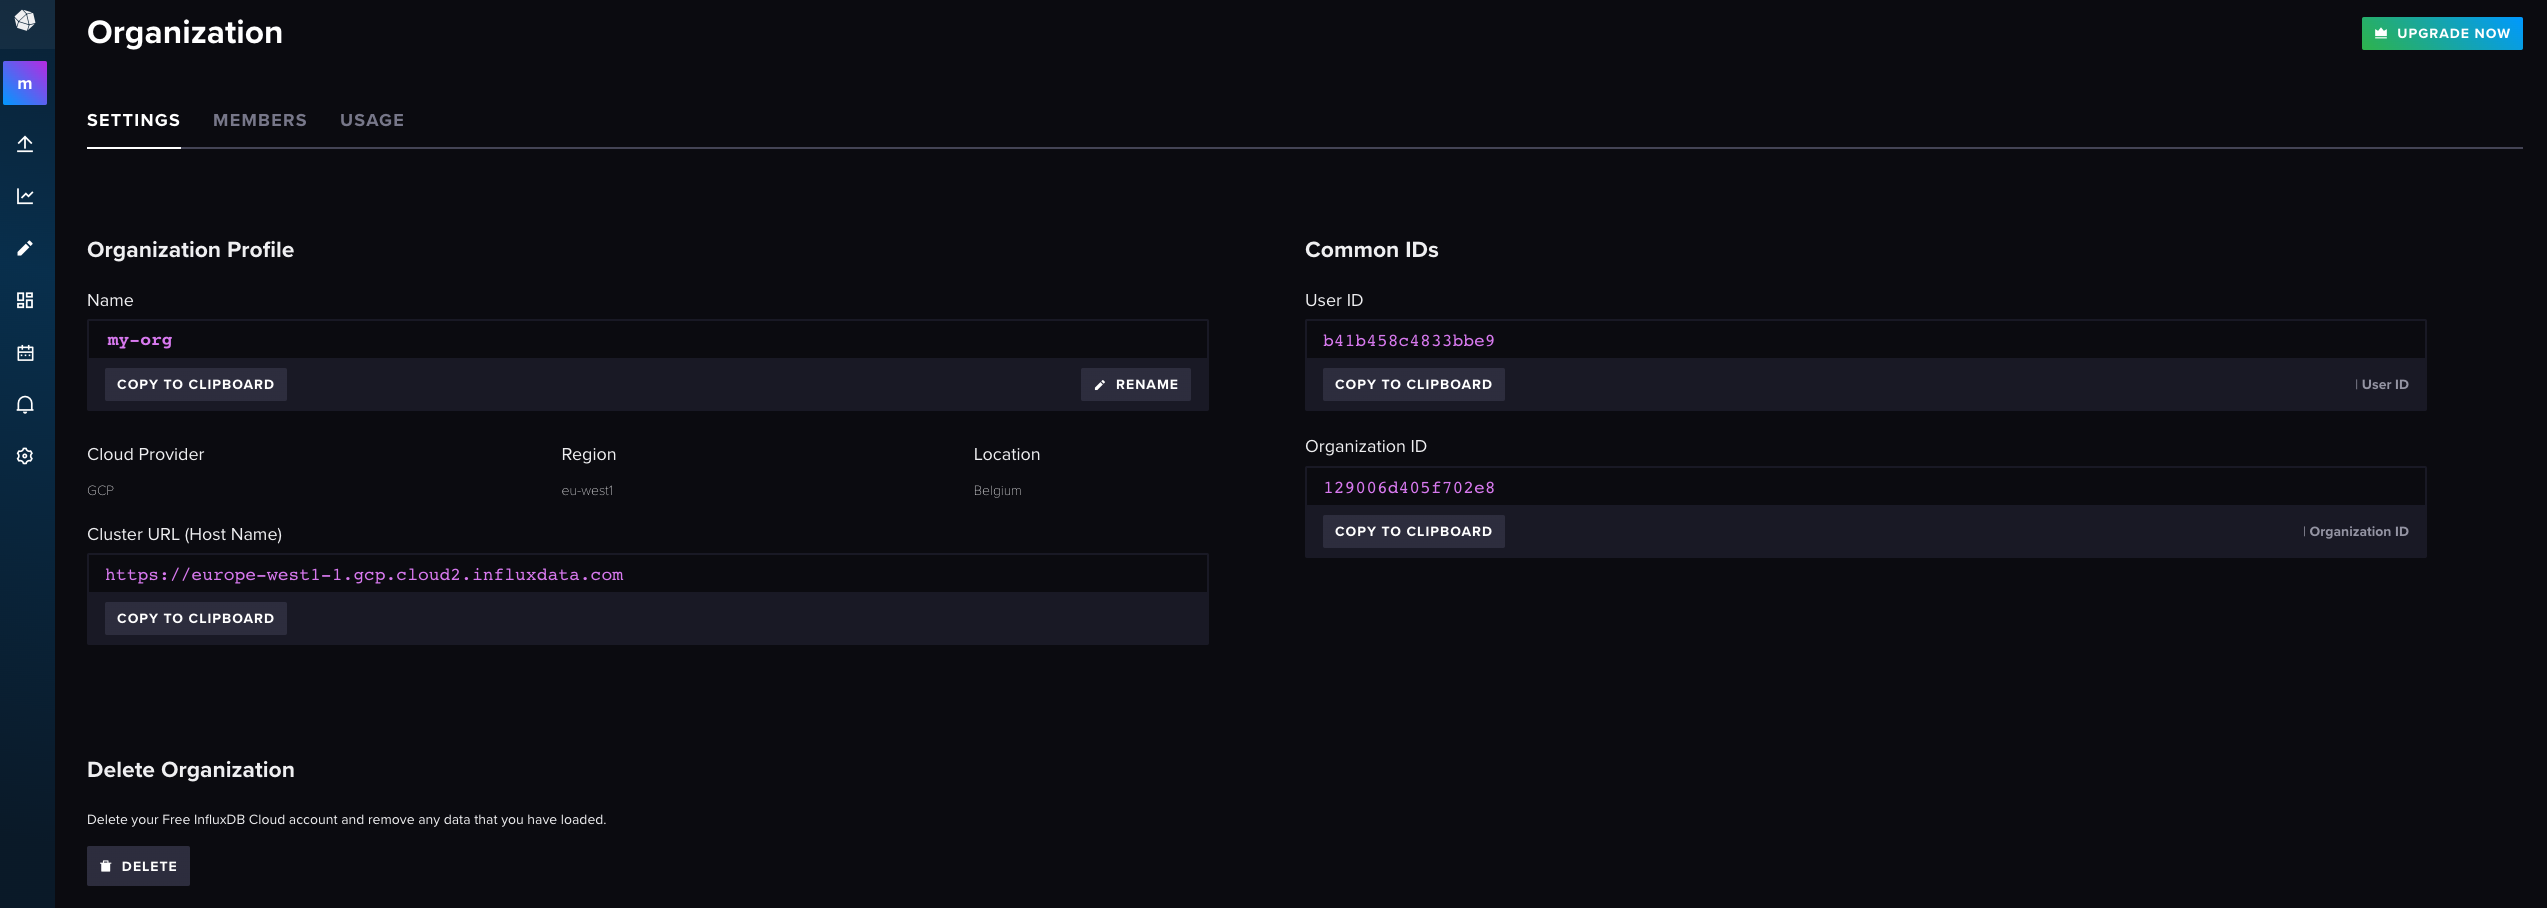 Organization
UPGRADE NOW
m
SETTINGS MEMBERS USAGE
Organization Profile
Name
my-org
COPY TO CLIPBOARD
RENAME
Cloud Provider
Region
Location
GCP
eu-west1
Belgium
Cluster URL (Host Name)
https://europe-west1-1.gcp.cloud2.influxdata.com
COPY TO CLIPBOARD
Common IDs
User ID
b41b458c4833bbe9
COPY TO CLIPBOARD
| User ID
Organization ID
129006d405f702e8
COPY TO CLIPBOARD
| Organization ID
Delete Organization
Delete your Free InfluxDB Cloud account and remove any data that you have loaded.
DELETE